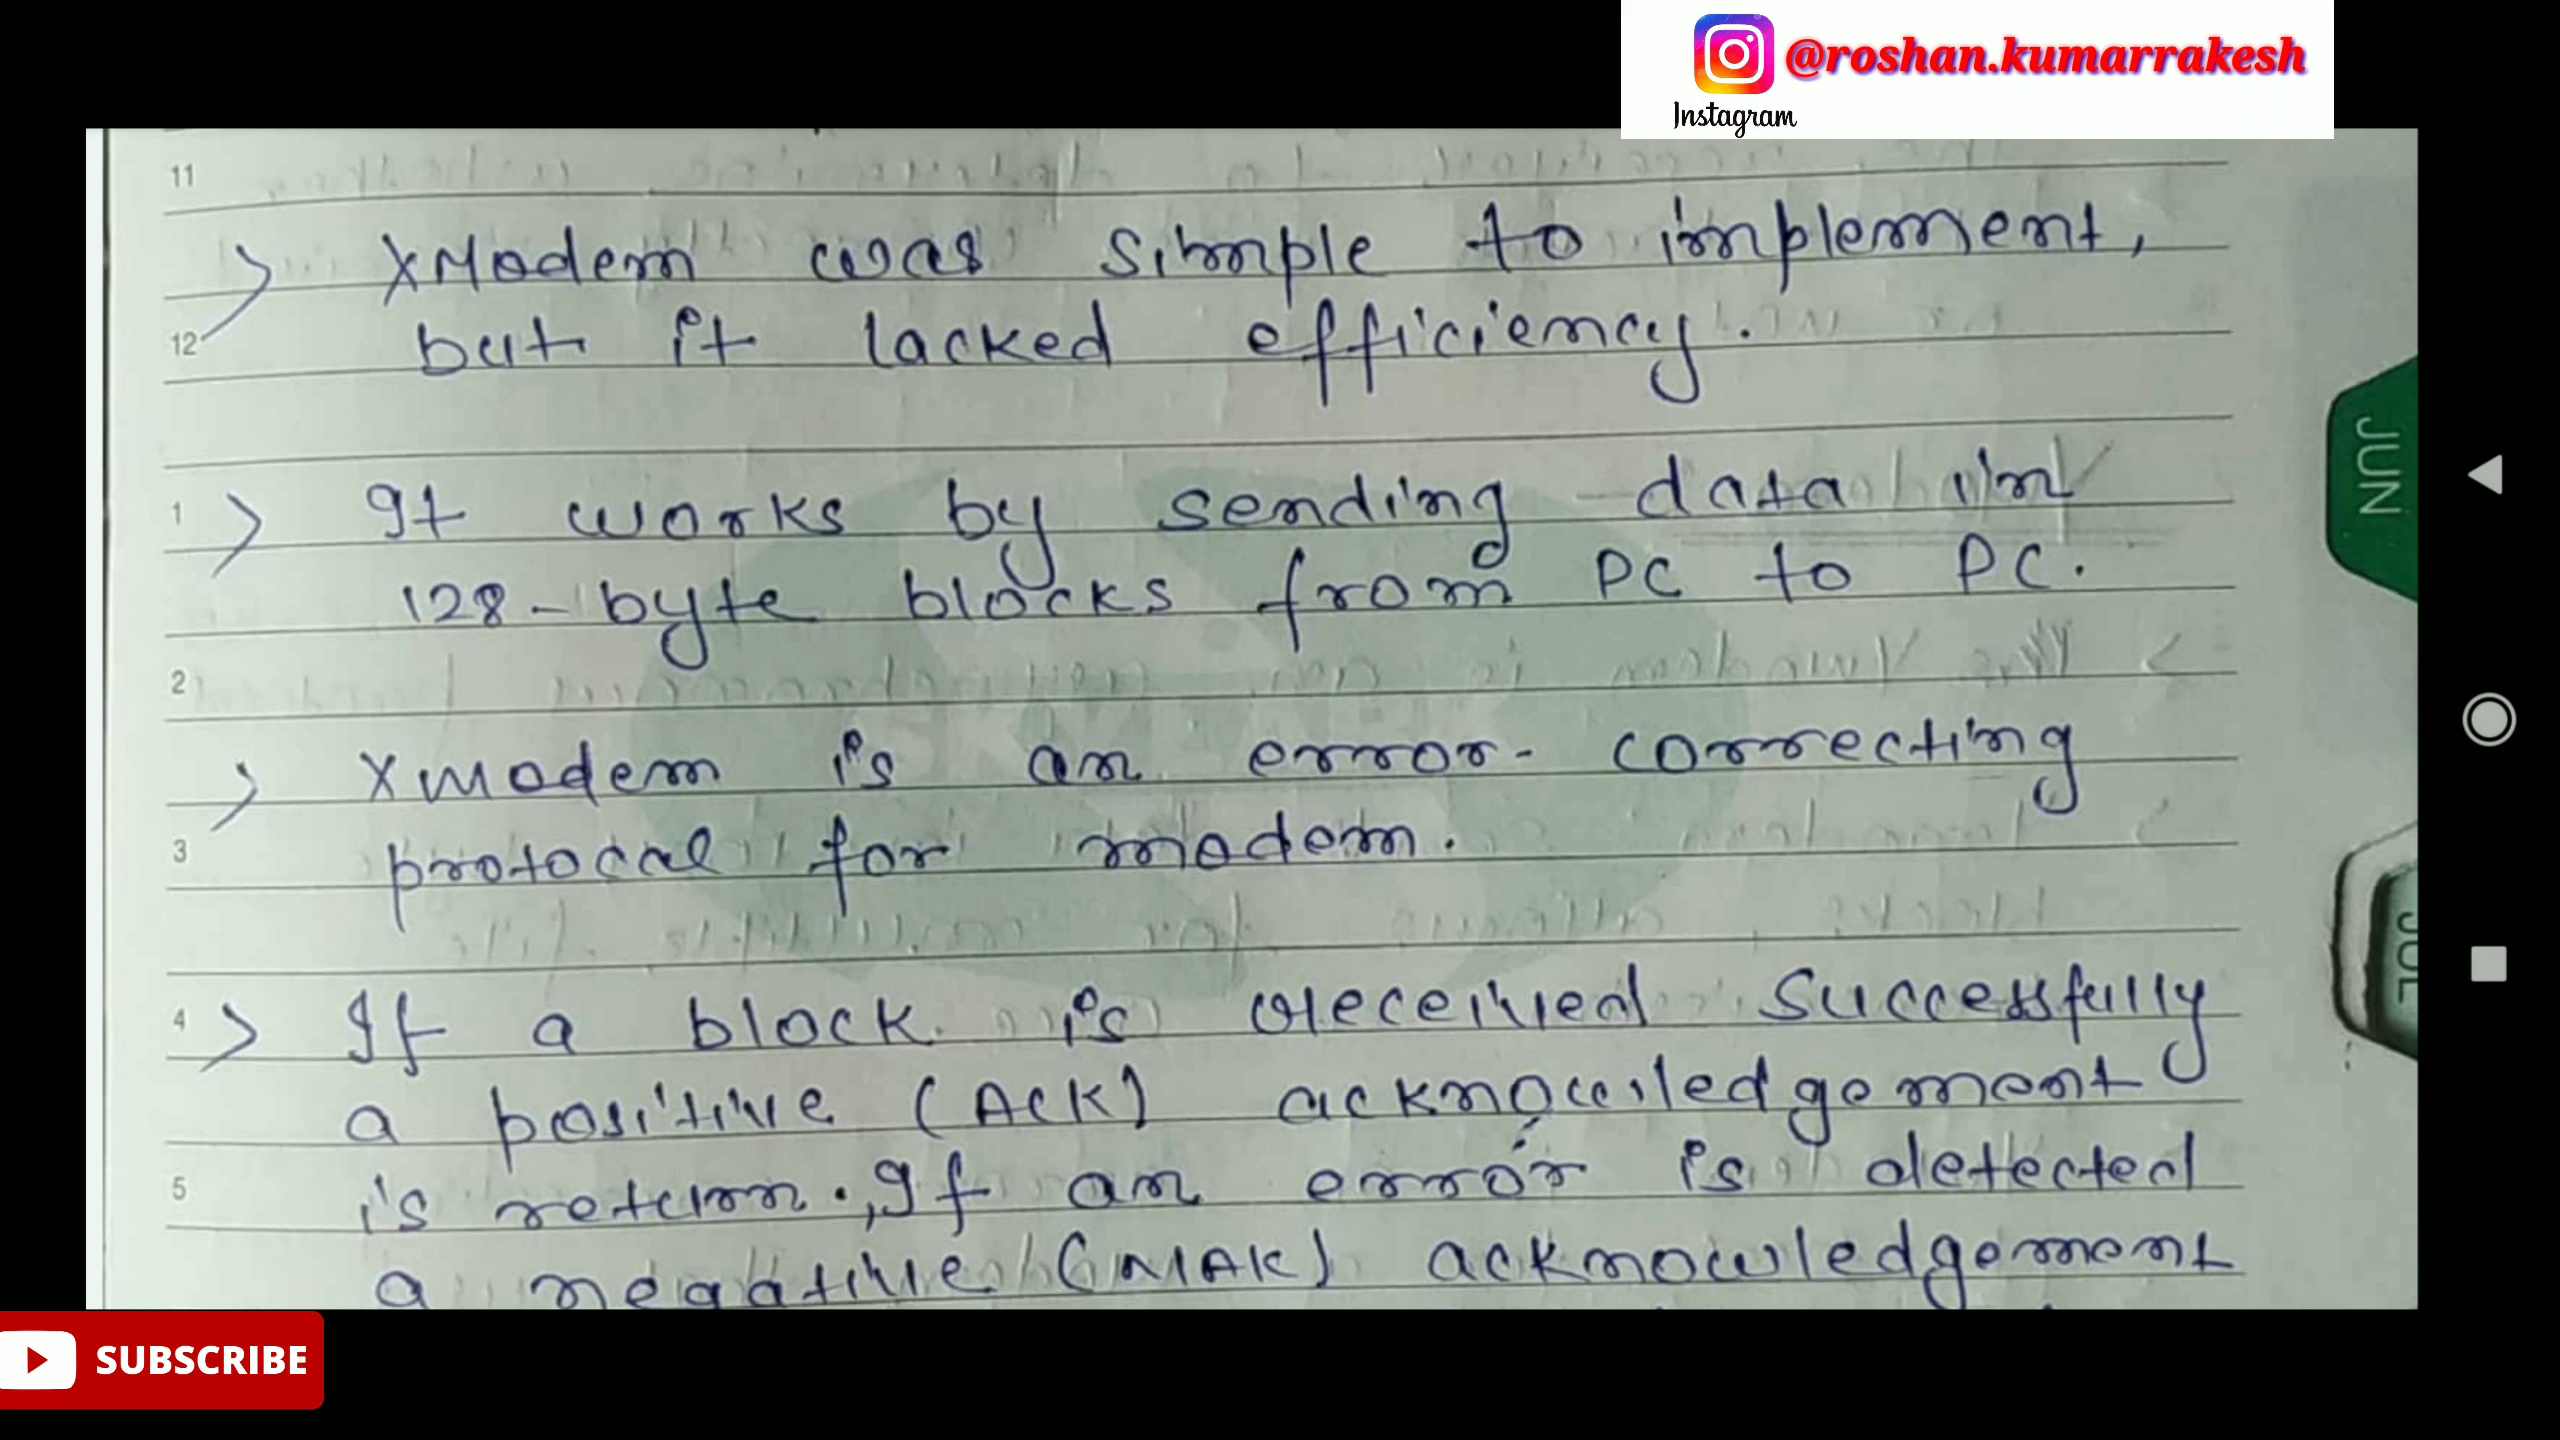 @roshan.kumarrakesh
Instagram
11
> XModem was simple to implement,
12 but it lacked efficiency.
1 > It works by sending data in
128-byte blocks from PC to PC.
2
> Xmodem is an error-correcting
3 protocal for modem.
4 > If a block is received successfully
a positive (ACK) acknowledgement
5 is return., If an error is detected
a negative (NAK) acknowledgement
JUN
JUL
SUBSCRIBE